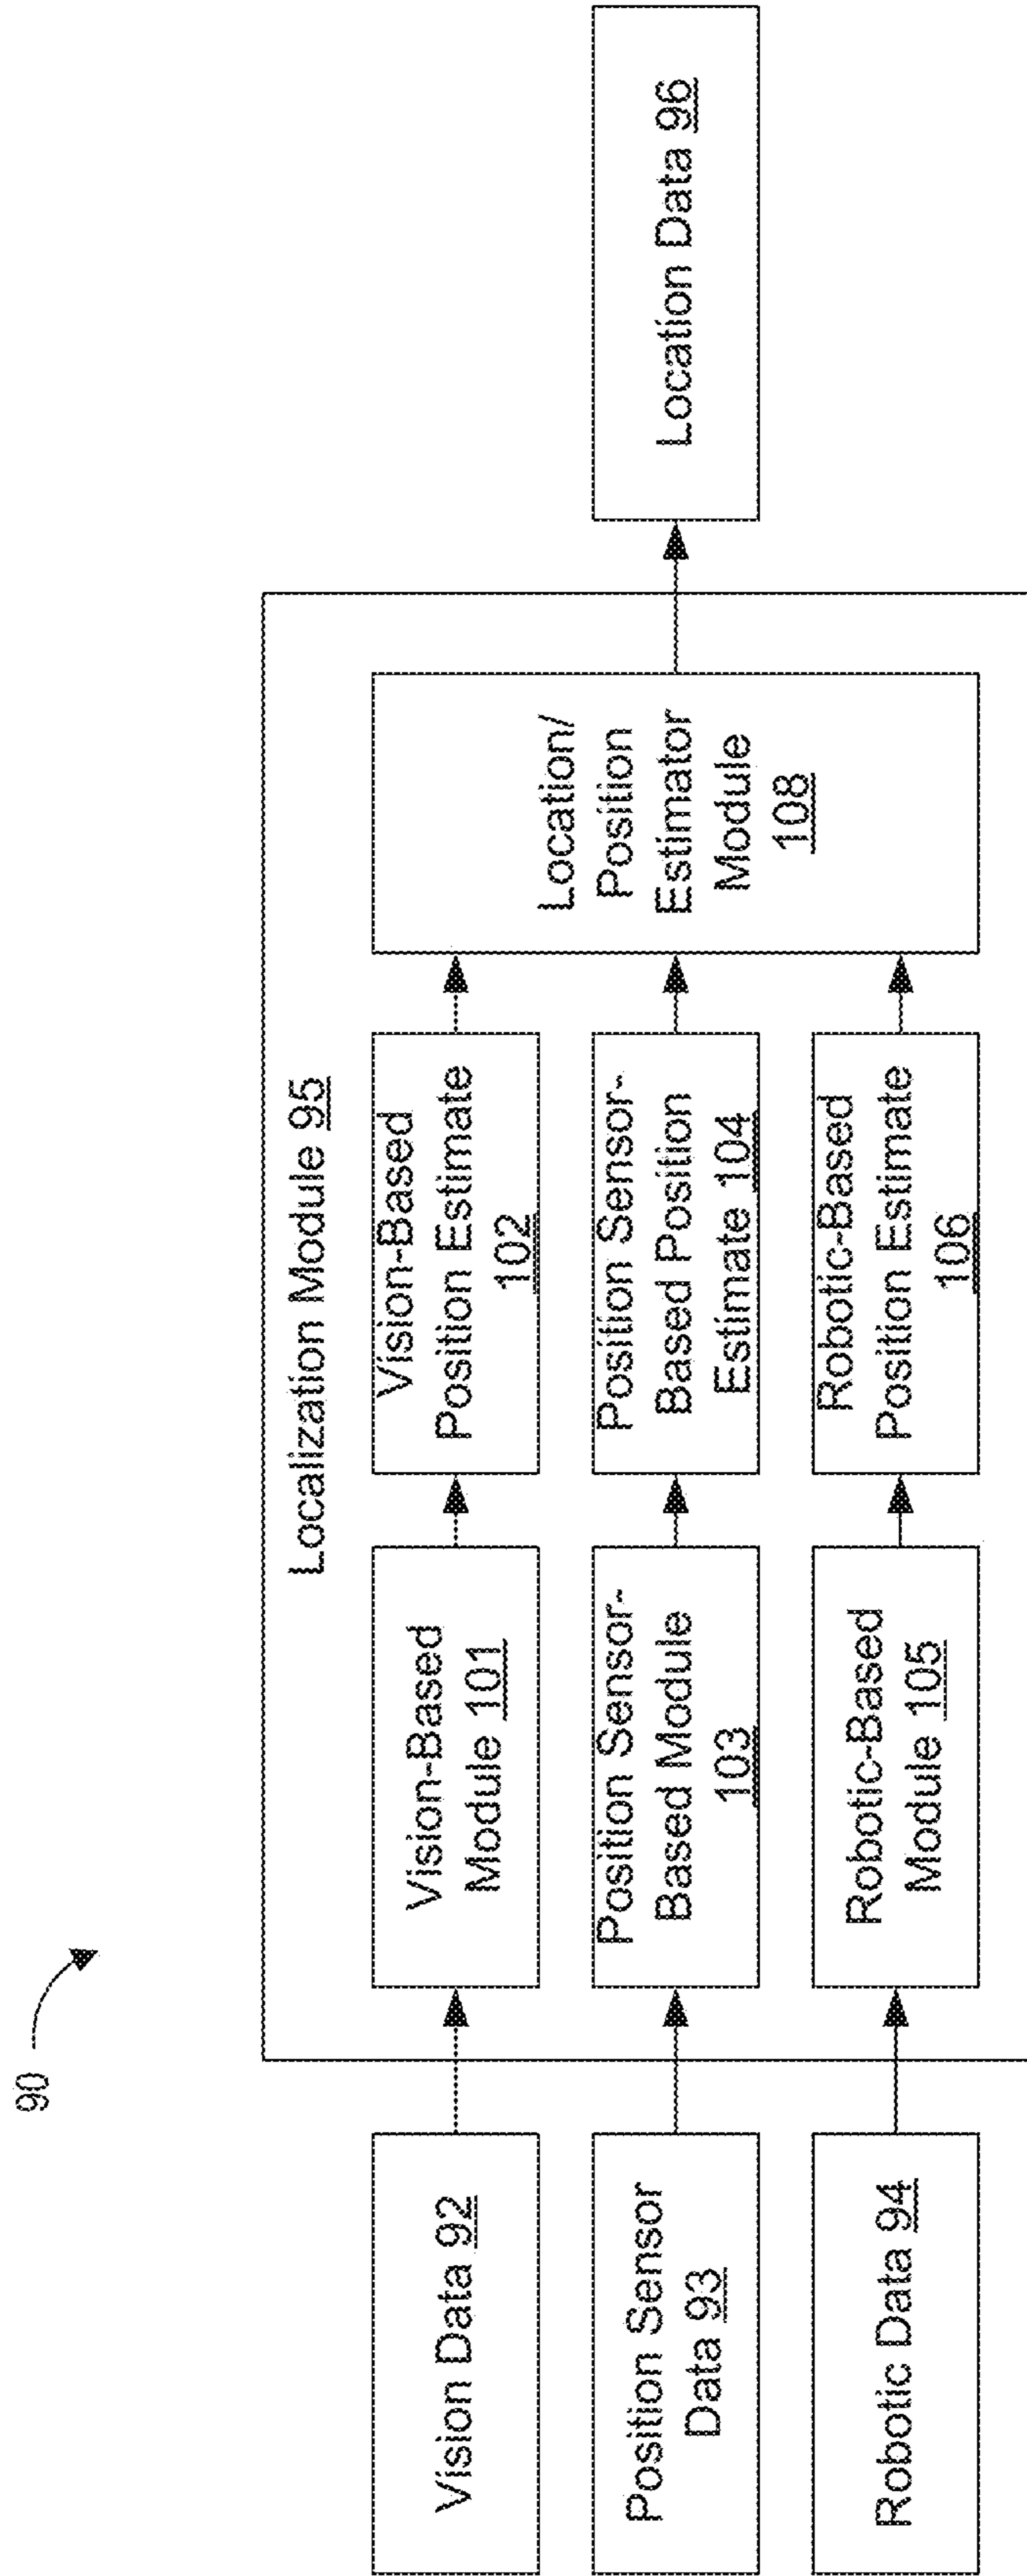 90
Localization Module 95
Vision Data 92
Vision-Based
Module 101
Vision-Based
Position Estimate
102
Position Sensor
Data 93
Position Sensor-
Based Module
103
Position Sensor-
Based Position
Estimate 104
Robotic Data 94
Robotic-Based
Module 105
Robotic-Based
Position Estimate
106
Location/
Position
Estimator
Module
108
Location Data 96